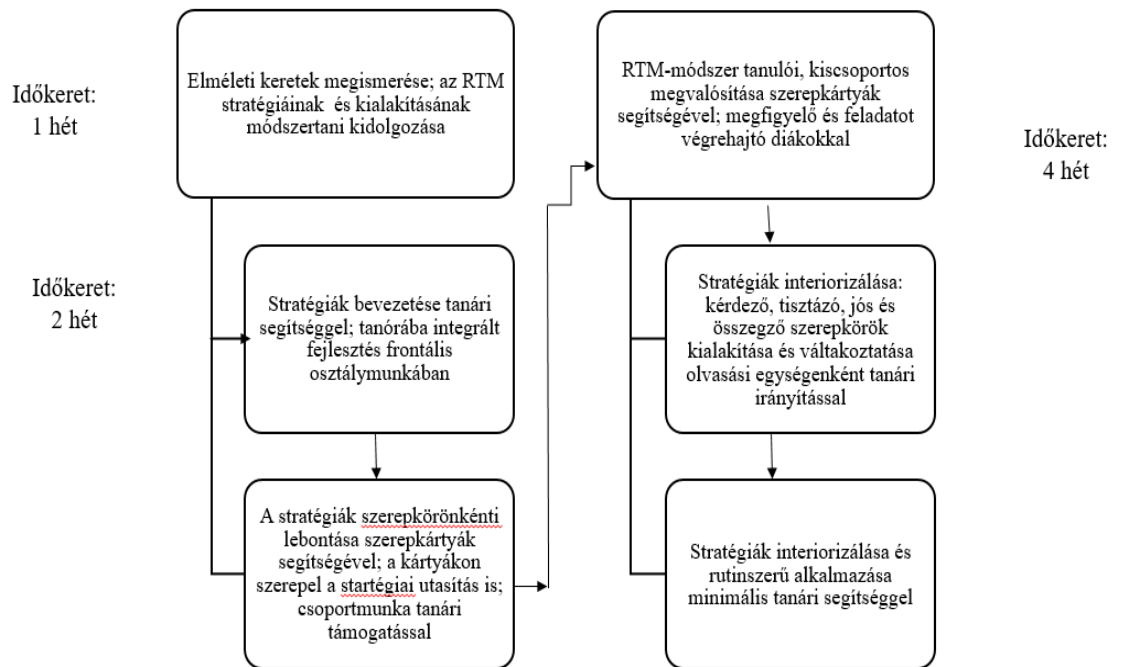 Időkeret:
1 hét
Elméleti keretek megismerése; az RTM
stratégiáinak és kialakításának
módszertani kidolgozása
Időkeret:
2 hét
Stratégiák bevezetése tanári
segítséggel; tanórába integrált
fejlesztés frontális
osztálymunkában
A stratégiák szerepkörönkénti
lebontása szerepkártyák
segítségével; a kártyákon
szerepel a startégiai utasítás is;
csoportmunka tanári
támogatással
RTM-módszer tanulói, kiscsoportos
megvalósítása szerepkártyák
segítségével; megfigyelő és feladatot
végrehajtó diákokkal
Időkeret:
4 hét
Stratégiák interiorizálása:
kérdező, tisztázó, jós és
összegző szerepkörök
kialakítása és váltakoztatása
olvasási egységenként tanári
irányítással
Stratégiák interiorizálása és
rutinszerű alkalmazása
minimális tanári segítséggel